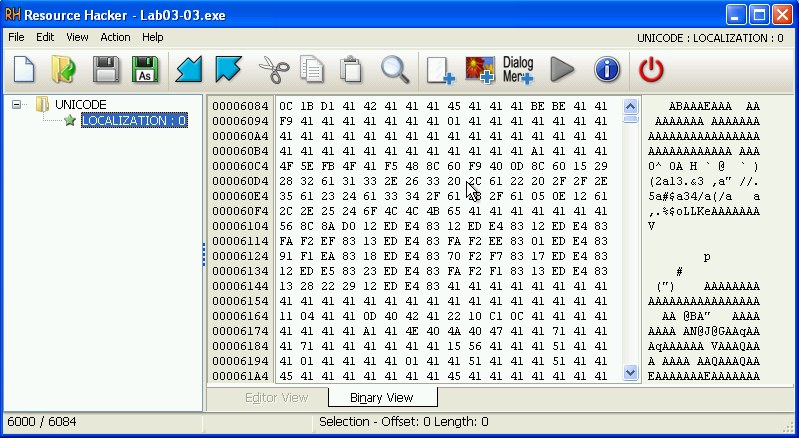 Resource Hacker - Lab03-03.exe
File Edit View Action Help UNICODE : LOCALIZATION : 0
As Dialog Mer
UNICODE
LOCALIZATION : 0
00006084 0C 1B D1 41 42 41 41 41 45 41 41 41 BE BE 41 41 ABAAAEAAA AA
00006094 F9 41 41 41 41 41 41 41 01 41 41 41 41 41 41 41 AAAAAAA AAAAAAA
000060A4 41 41 41 41 41 41 41 41 41 41 41 41 41 41 41 41 AAAAAAAAAAAAAAAA
000060B4 41 41 41 41 41 41 41 41 41 41 41 41 A1 41 41 41 AAAAAAAAAAAA AAA
000060C4 4F 5E FB 4F 41 F5 48 8C 60 F9 40 0D 8C 60 15 29 O^ OA H ` @ ` )
000060D4 28 32 61 31 33 2E 26 33 20 2C 61 22 20 2F 2F 2E (2a13.&3 ,a" //.
000060E4 35 61 23 24 61 33 34 2F 61 28 2F 61 05 0E 12 61 5a#$a34/a(/a a
000060F4 2C 2E 25 24 6F 4C 4C 4B 65 41 41 41 41 41 41 41 ,.%$oLLKeAAAAAAA
00006104 56 8C 8A D0 12 ED E4 83 12 ED E4 83 12 ED E4 83 V
00006114 FA F2 EF 83 13 ED E4 83 FA F2 EE 83 01 ED E4 83
00006124 91 F1 EA 83 18 ED E4 83 70 F2 F7 83 17 ED E4 83 p
00006134 12 ED E5 83 23 ED E4 83 FA F2 F1 83 13 ED E4 83 #
00006144 13 28 22 29 12 ED E4 83 41 41 41 41 41 41 41 41 (") AAAAAAAA
00006154 41 41 41 41 41 41 41 41 41 41 41 41 41 41 41 41 AAAAAAAAAAAAAAAA
00006164 11 04 41 41 0D 40 42 41 22 10 C1 0C 41 41 41 41 AA @BA" AAAA
00006174 41 41 41 41 A1 41 4E 40 4A 40 47 41 41 71 41 41 AAAA AN@J@GAAqAA
00006184 41 71 41 41 41 41 41 41 15 56 41 41 41 51 41 41 AqAAAAAA VAAAQAA
00006194 41 01 41 41 41 41 01 41 41 51 41 41 41 51 41 41 A AAAA AAQAAAQAA
000061A4 45 41 41 41 41 41 41 41 45 41 41 41 41 41 41 41 EAAAAAAAEAAAAAAA
Editor View Binary View
6000 / 6084 Selection - Offset: 0 Length: 0